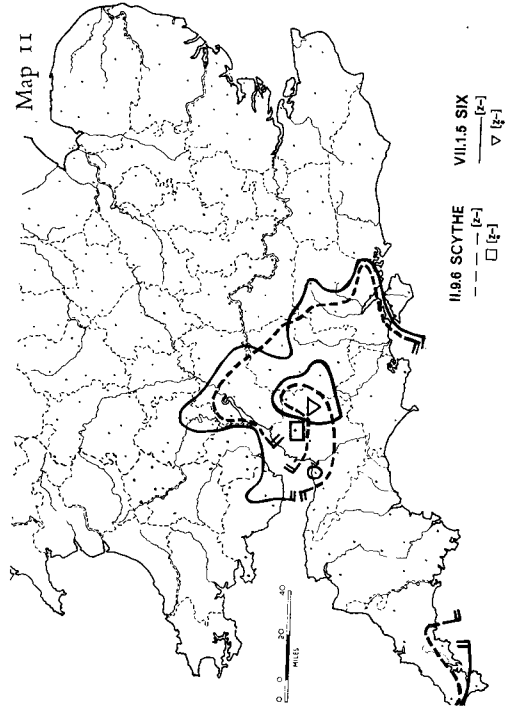 Map 11
II.9.6 SCYTHE
[z-]
[z̥-]
VII.1.5 SIX
[z-]
[z̥-]
0 20 40
MILES